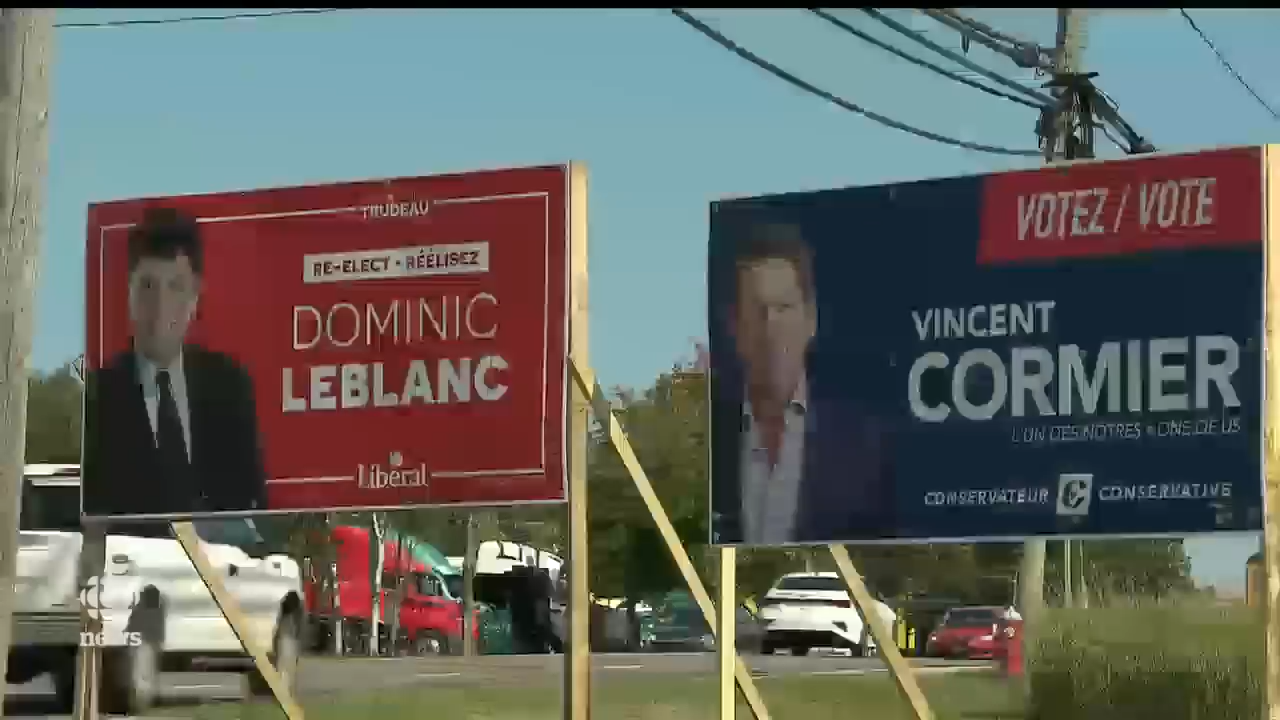 TRUDEAU
RE-ELECT • RÉÉLISEZ
DOMINIC
LEBLANC
Libéral
VOTEZ / VOTE
VINCENT
CORMIER
L'UN DES NÔTRES • ONE OF US
CONSERVATEUR C CONSERVATIVE
news